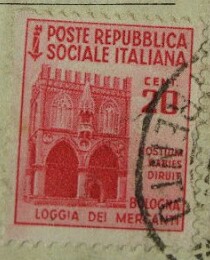 POSTE REPUBBLICA
SOCIALE ITALIANA
CENT.
20
HOSTIUM
RABIES
DIRUIT
BOLOGNA
LOGGIA DEI MERCANTI